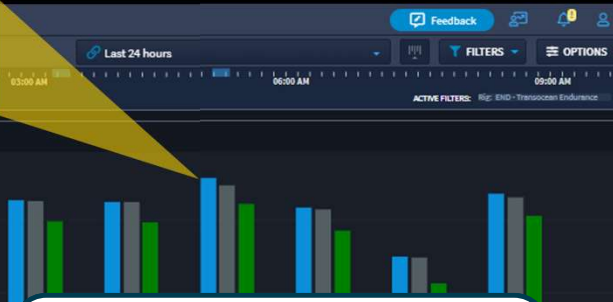 Feedback
Last 24 hours
FILTERS
OPTIONS
03:00 AM
06:00 AM
09:00 AM
ACTIVE FILTERS: Rig: END - Transocean Endurance